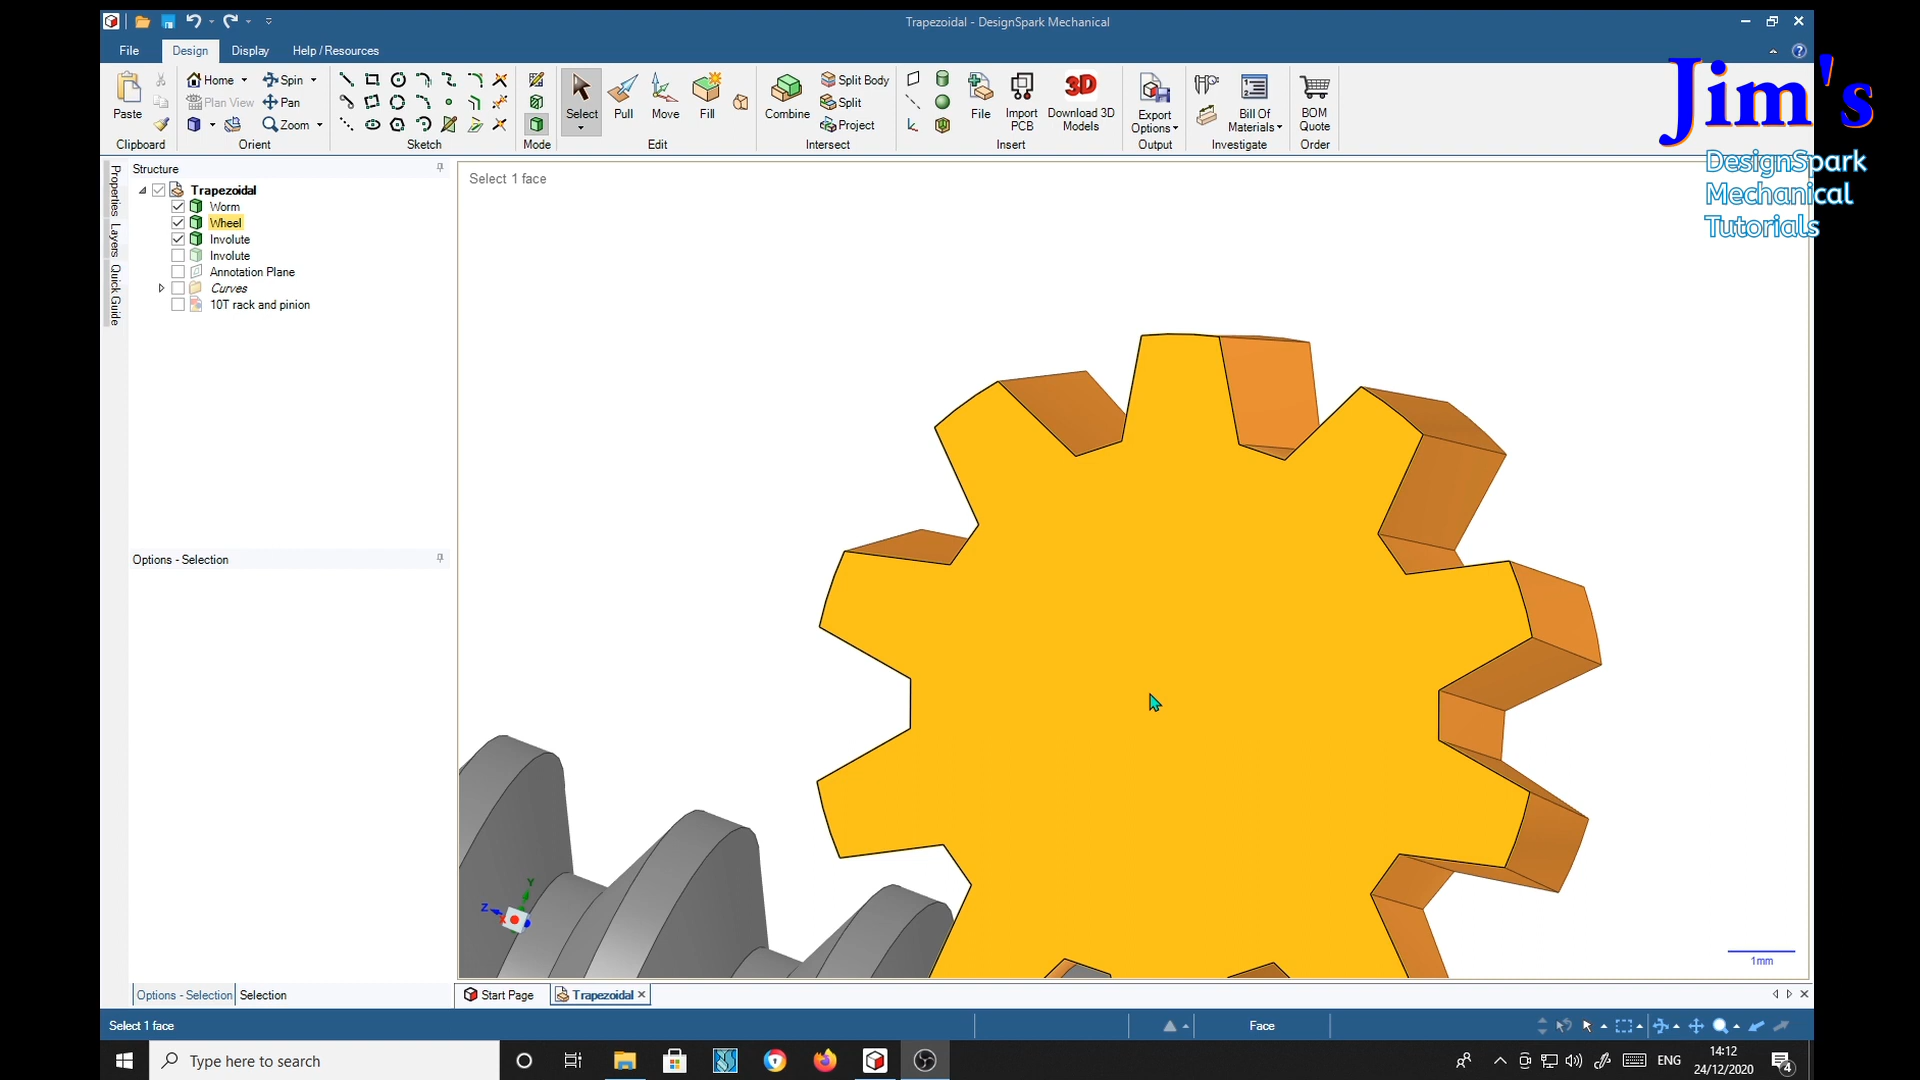 Trapezoidal - DesignSpark Mechanical
File
Design
Display
Help / Resources
Jim's
DesignSpark
Mechanical
Tutorials
Paste
Clipboard
Home
Plan View
Spin
Pan
Zoom
Orient
Sketch
Mode
Select
Pull
Move
Fill
Edit
Combine
Split Body
Split
Project
Intersect
File
Import
PCB
3D
Download 3D
Models
Insert
Export
Options
Output
Bill Of
Materials
Investigate
BOM
Quote
Order
Properties
Layers
Quick Guide
Structure
Trapezoidal
Worm
Wheel
Involute
Involute
Annotation Plane
Curves
10T rack and pinion
Options - Selection
Select 1 face
Y
Z
X
1mm
Options - Selection
Selection
Start Page
Trapezoidal
Select 1 face
Face
Type here to search
ENG
14:12
24/12/2020
4